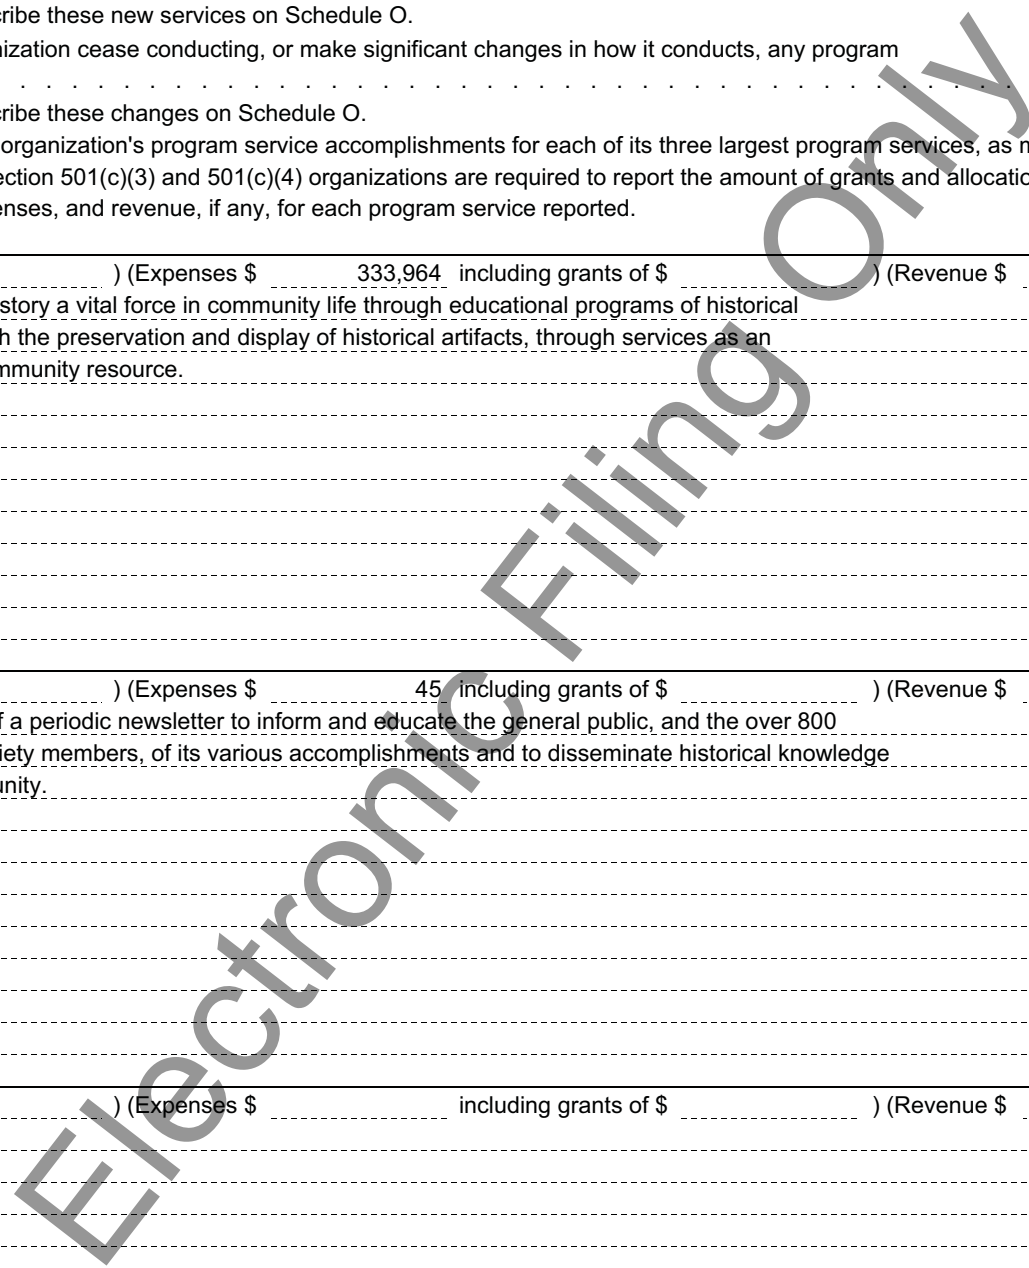 cribe these new services on Schedule O.
nization cease conducting, or make significant changes in how it conducts, any program
. . . . . . . . . . . . . . . . . . . . . . . . . . . . . . . . . . . . . . . .
cribe these changes on Schedule O.
organization's program service accomplishments for each of its three largest program services, as m
ection 501(c)(3) and 501(c)(4) organizations are required to report the amount of grants and allocatio
enses, and revenue, if any, for each program service reported.
) (Expenses $ 333,964 including grants of $ ) (Revenue $
story a vital force in community life through educational programs of historical
h the preservation and display of historical artifacts, through services as an
mmunity resource.
) (Expenses $ 45 including grants of $ ) (Revenue $
f a periodic newsletter to inform and educate the general public, and the over 800
iety members, of its various accomplishments and to disseminate historical knowledge
unity.
) (Expenses $ including grants of $ ) (Revenue $
Electronic Filing Only